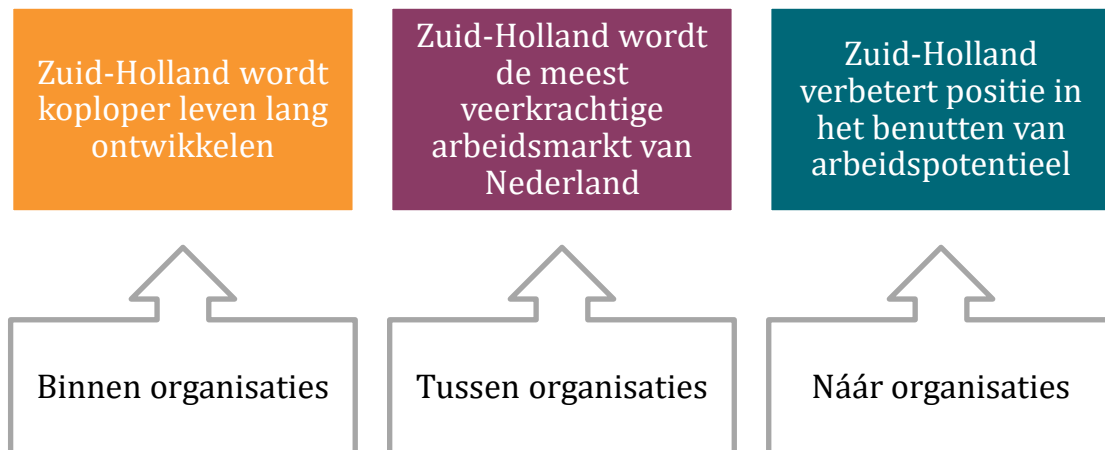 Zuid-Holland wordt
koploper leven lang
ontwikkelen
Zuid-Holland wordt
de meest
veerkrachtige
arbeidsmarkt van
Nederland
Zuid-Holland
verbetert positie in
het benutten van
arbeidspotentieel
Binnen organisaties
Tussen organisaties
Náár organisaties